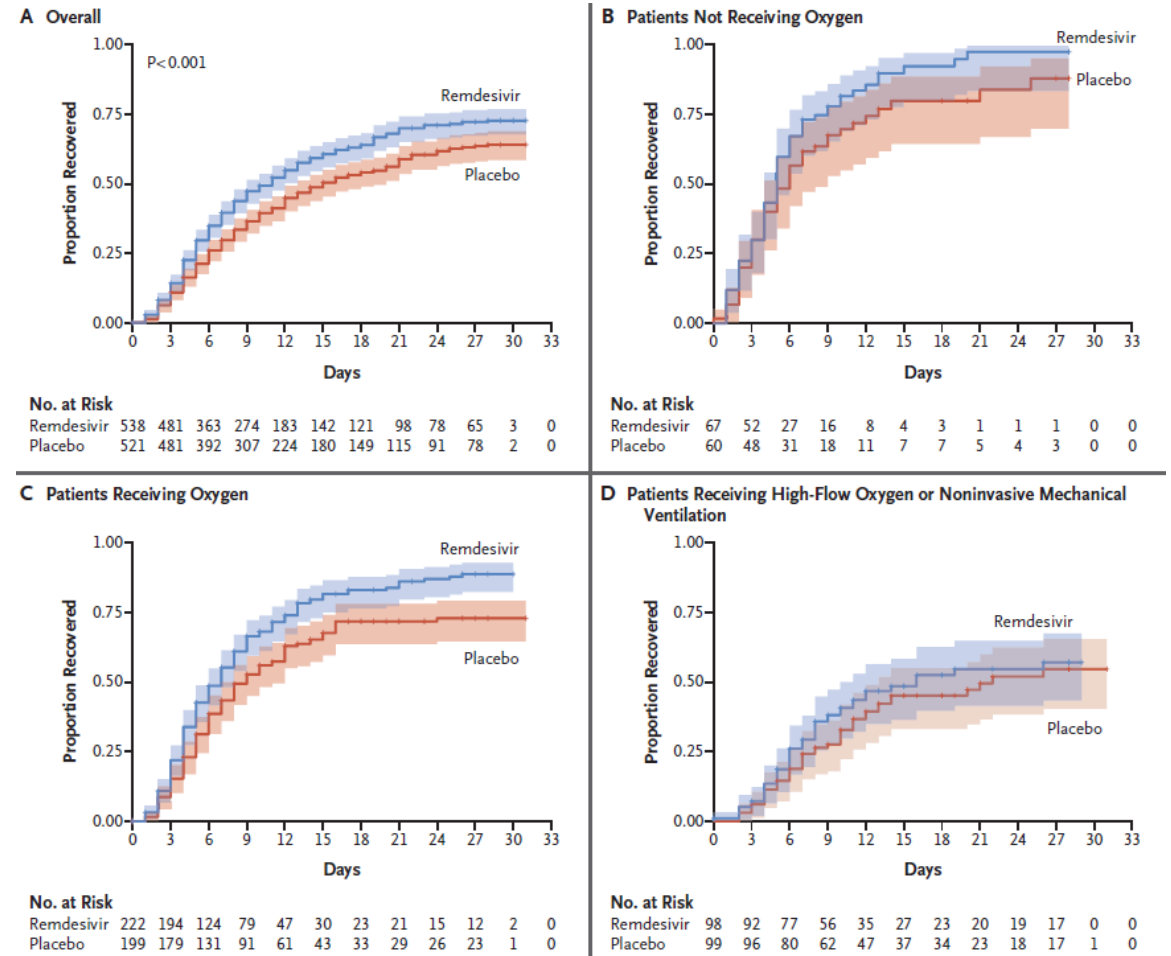 A Overall
1.00
P<0.001
Remdesivir
0.75
Proportion Recovered
0.50
Placebo
0.25
0.00
0 3 6 9 12 15 18 21 24 27 30 33
Days
No. at Risk
Remdesivir 538 481 363 274 183 142 121 98 78 65 3 0
Placebo 521 481 392 307 224 180 149 115 91 78 2 0
B Patients Not Receiving Oxygen
Remdesivir
1.00
Placebo
0.75
Proportion Recovered
0.50
0.25
0.00
0 3 6 9 12 15 18 21 24 27 30 33
Days
No. at Risk
Remdesivir 67 52 27 16 8 4 3 1 1 1 0 0
Placebo 60 48 31 18 11 7 7 5 4 3 0 0
C Patients Receiving Oxygen
1.00
Remdesivir
0.75
Proportion Recovered
Placebo
0.50
0.25
0.00
0 3 6 9 12 15 18 21 24 27 30 33
Days
No. at Risk
Remdesivir 222 194 124 79 47 30 23 21 15 12 2 0
Placebo 199 179 131 91 61 43 33 29 26 23 1 0
D Patients Receiving High-Flow Oxygen or Noninvasive Mechanical
Ventilation
1.00
0.75
Remdesivir
Proportion Recovered
0.50
Placebo
0.25
0.00
0 3 6 9 12 15 18 21 24 27 30 33
Days
No. at Risk
Remdesivir 98 92 77 56 35 27 23 20 19 17 0 0
Placebo 99 96 80 62 47 37 34 23 18 17 1 0